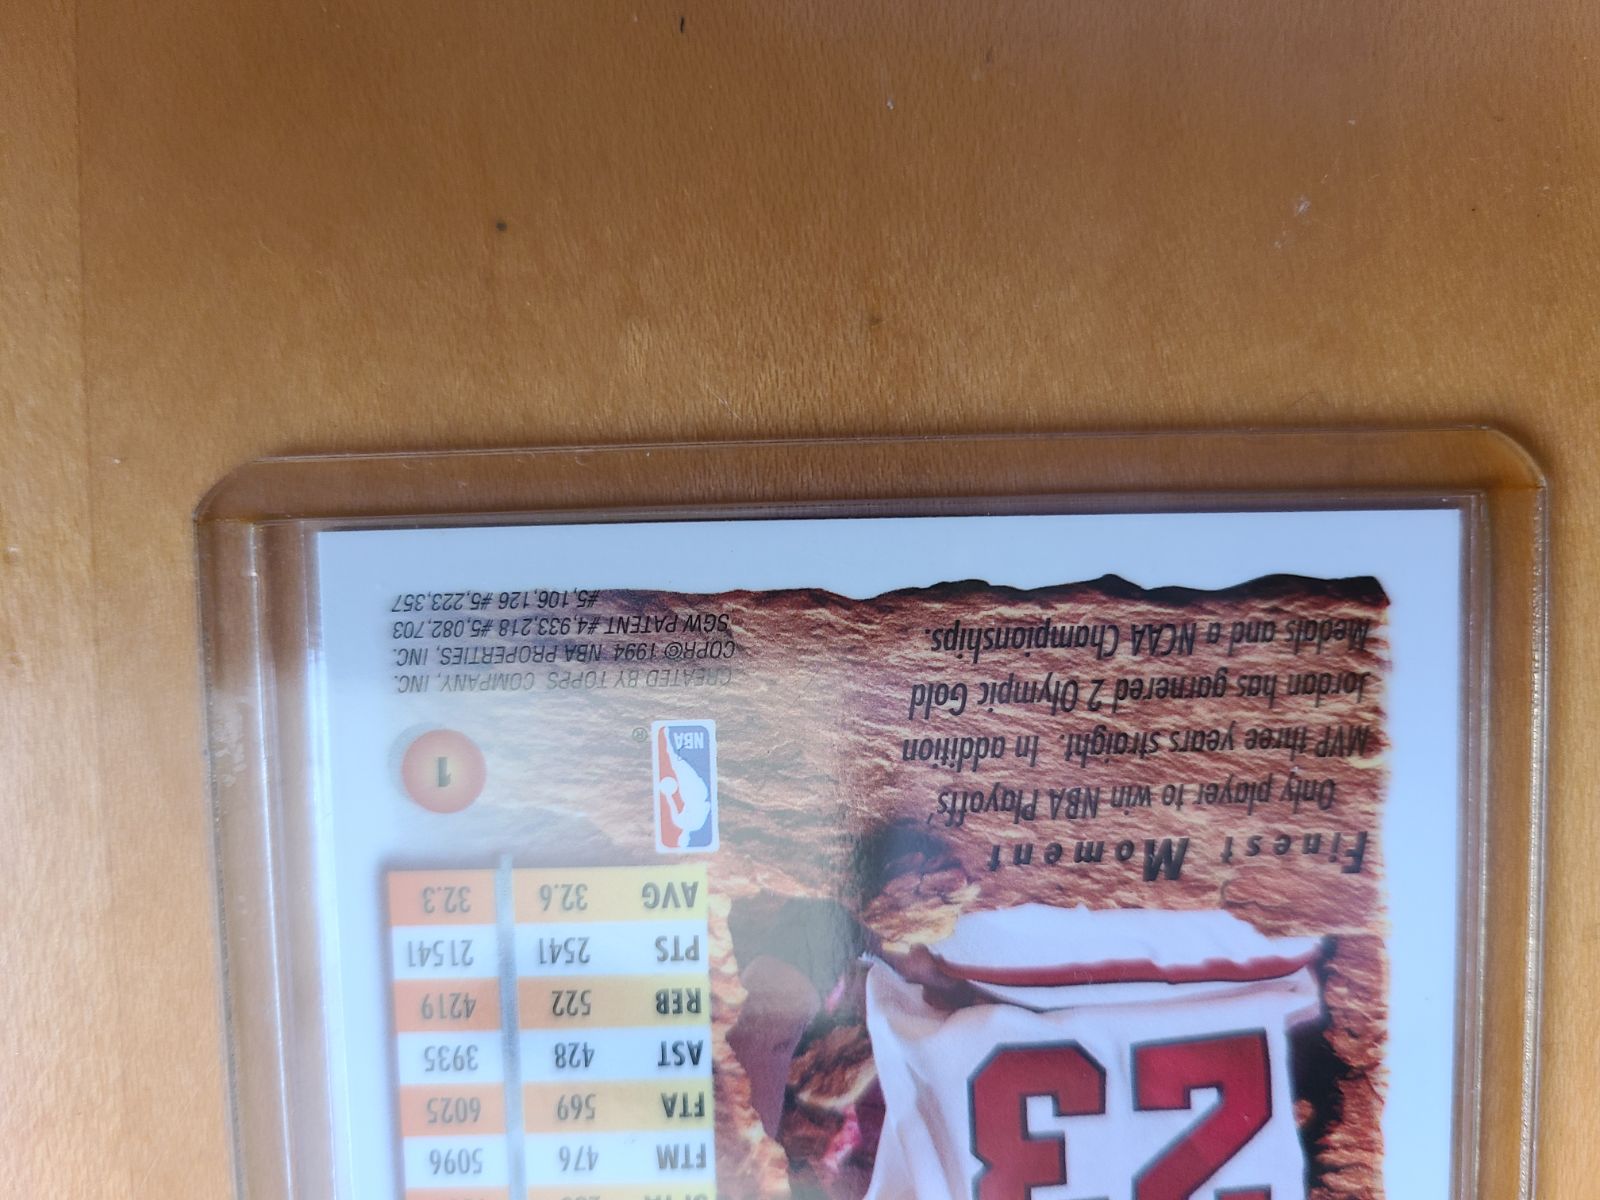 23
Finest Moment
Only player to win NBA Playoffs'
MVP three years straight. In addition
Jordan has garnered 2 Olympic Gold
Medals and a NCAA Championships.
FTM 476 5096
FTA 569 6025
AST 428 3935
REB 522 4219
PTS 2541 21541
AVG 32.6 32.3
NBA
®
1
CREATED BY TOPPS COMPANY, INC.
COPR© 1994 NBA PROPERTIES, INC.
SGW PATENT #4,933,218 #5,082,703
#5,106,126 #5,223,357